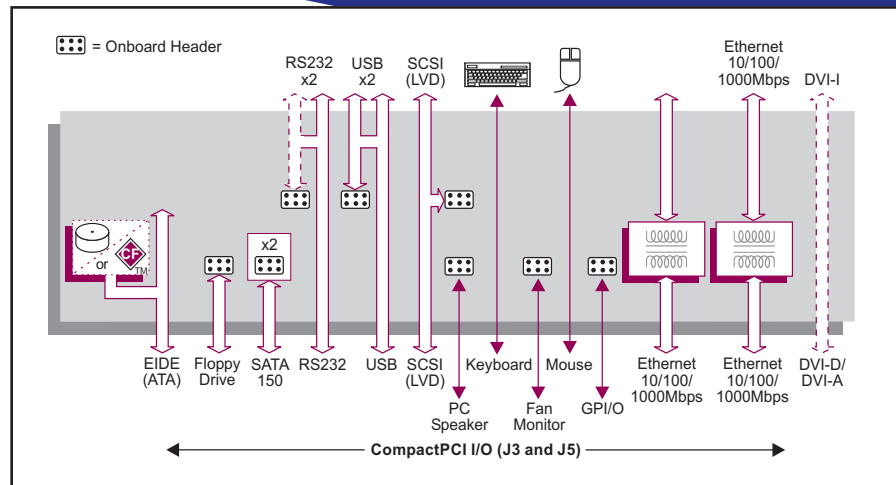 = Onboard Header
RS232
x2
USB
x2
SCSI
(LVD)
Ethernet
10/100/
1000Mbps
DVI-I
or
CF
TM
x2
EIDE
(ATA)
Floppy
Drive
SATA
150
RS232
USB
SCSI
(LVD)
Keyboard
Mouse
Ethernet
10/100/
1000Mbps
Ethernet
10/100/
1000Mbps
DVI-D/
DVI-A
PC
Speaker
Fan
Monitor
GPI/O
CompactPCI I/O (J3 and J5)